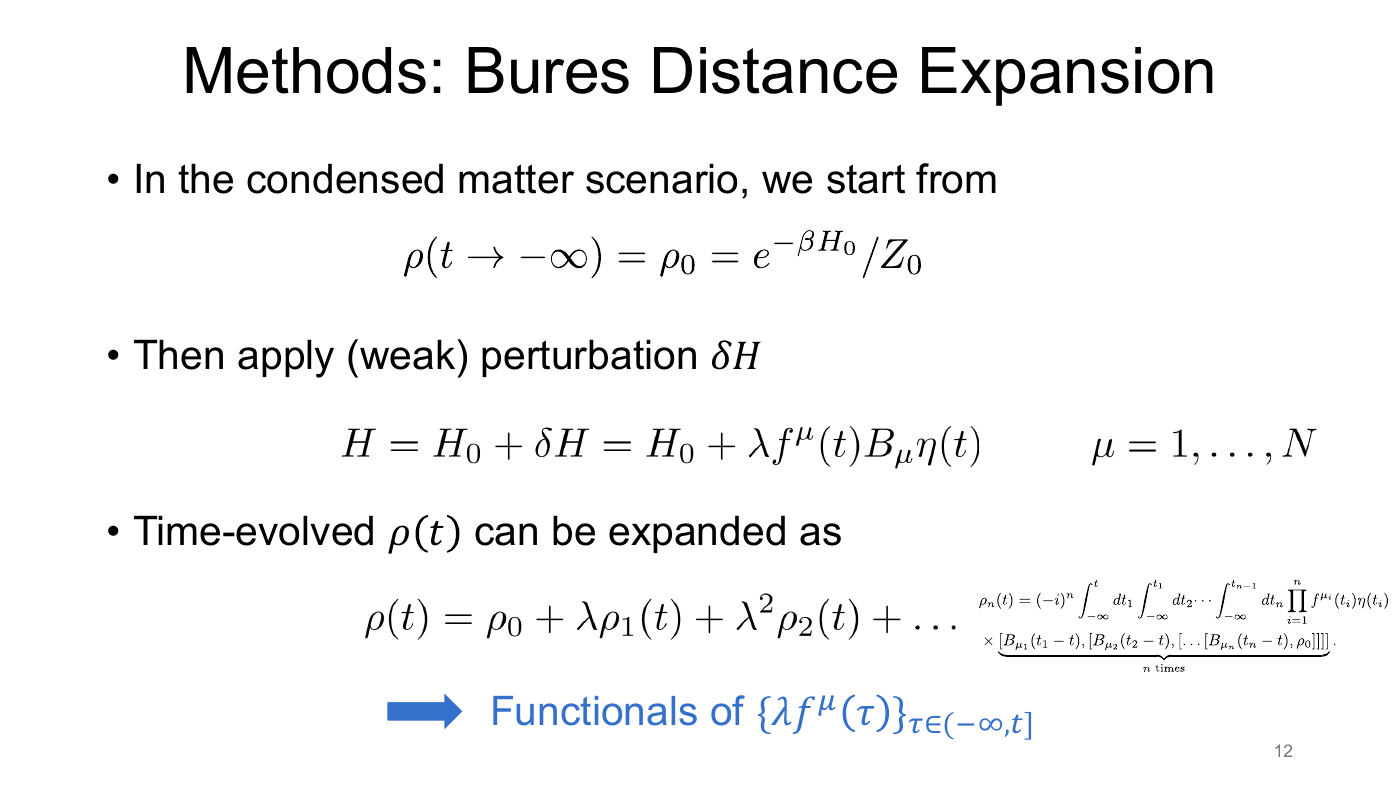 Methods: Bures Distance Expansion
• In the condensed matter scenario, we start from
ρ(t → −∞) = ρ₀ = e^{−βH₀}/Z₀
• Then apply (weak) perturbation δH
H = H₀ + δH = H₀ + λf^μ(t)B_μη(t) μ = 1, . . . , N
• Time-evolved ρ(t) can be expanded as
ρ(t) = ρ₀ + λρ₁(t) + λ²ρ₂(t) + . . .
ρ_n(t) = (−i)^n ∫_{−∞}^{t} dt₁ ∫_{−∞}^{t₁} dt₂ · · · ∫_{−∞}^{t_{n−1}} dt_n ∏_{i=1}^{n} f^{μ_i}(t_i)η(t_i)
× [B_{μ₁}(t₁ − t), [B_{μ₂}(t₂ − t), [. . . [B_{μ_n}(t_n − t), ρ₀]]]] .
n times
Functionals of {λf^μ(τ)}_{τ∈(−∞,t]}
12